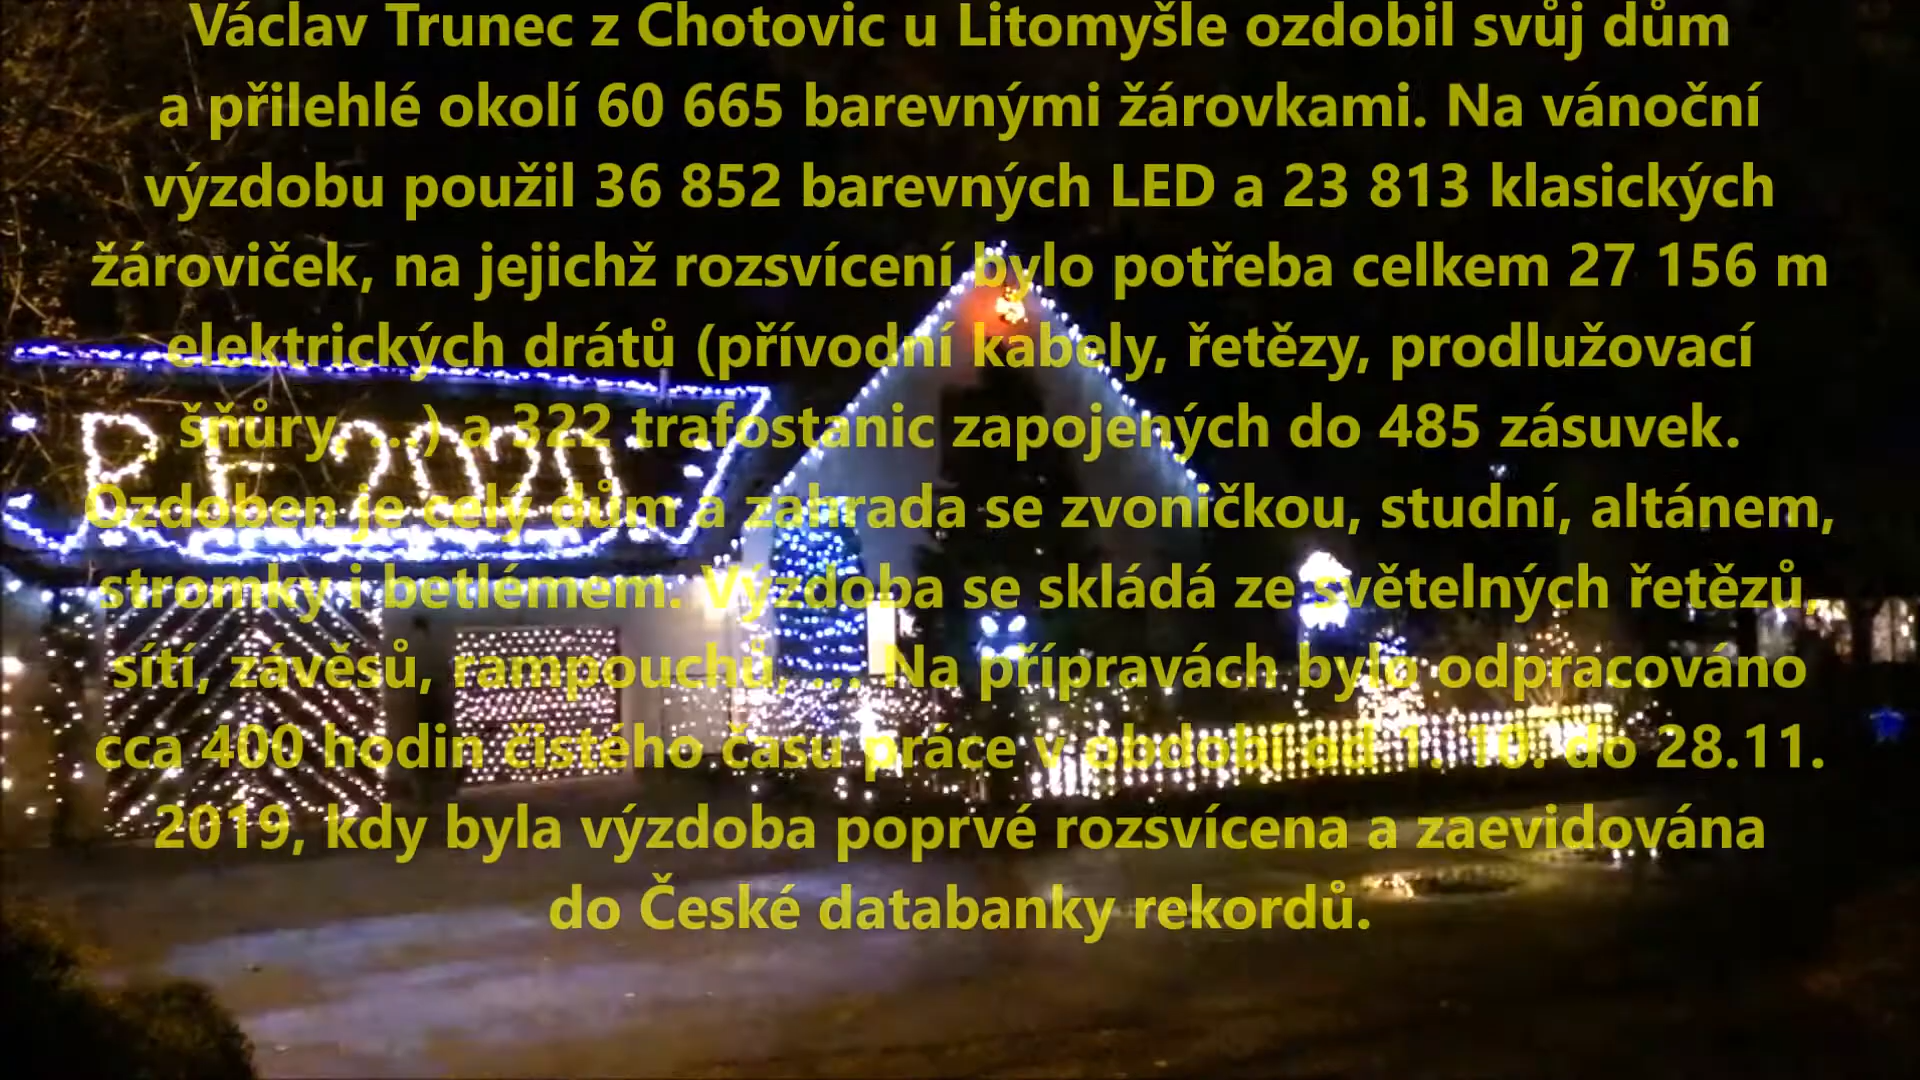 Václav Trunec z Chotovic u Litomyšle ozdobil svůj dům
a přilehlé okolí 60 665 barevnými žárovkami. Na vánoční
výzdobu použil 36 852 barevných LED a 23 813 klasických
žároviček, na jejichž rozsvícení bylo potřeba celkem 27 156 m
elektrických drátů (přívodní kabely, řetězy, prodlužovací
šňůry, ...) a 322 trafostanic zapojených do 485 zásuvek.
P F 2020
Ozdoben je celý dům a zahrada se zvoničkou, studní, altánem,
stromky i betlémem. Výzdoba se skládá ze světelných řetězů,
sítí, závěsů, rampouchů, ... Na přípravách bylo odpracováno
cca 400 hodin čistého času práce v období od 1. 10. do 28.11.
2019, kdy byla výzdoba poprvé rozsvícena a zaevidována
do České databanky rekordů.